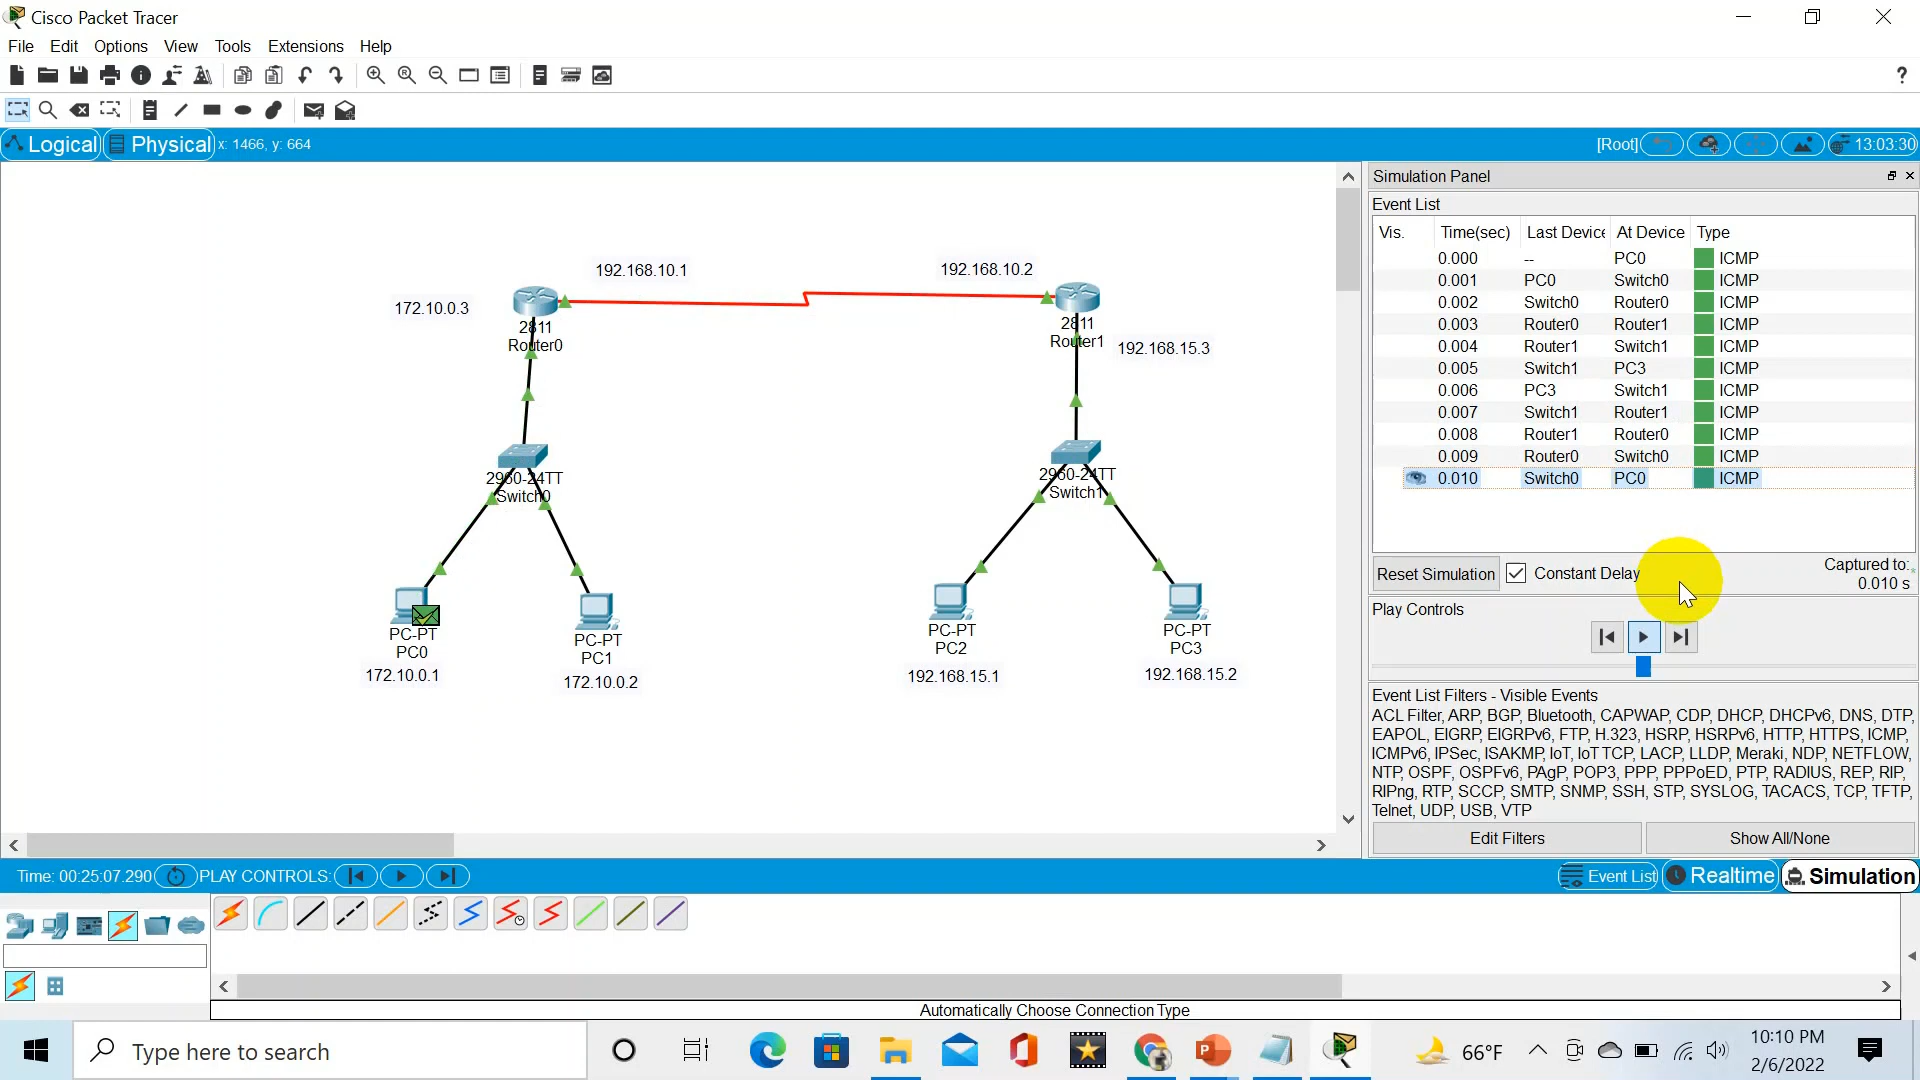 Cisco Packet Tracer
File Edit Options View Tools Extensions Help
?
Logical Physical x: 1466, y: 664 [Root] 13:03:30
Simulation Panel
Event List
Vis. Time(sec) Last Device At Device Type
0.000 -- PC0 ICMP
0.001 PC0 Switch0 ICMP
0.002 Switch0 Router0 ICMP
0.003 Router0 Router1 ICMP
0.004 Router1 Switch1 ICMP
0.005 Switch1 PC3 ICMP
0.006 PC3 Switch1 ICMP
0.007 Switch1 Router1 ICMP
0.008 Router1 Router0 ICMP
0.009 Router0 Switch0 ICMP
0.010 Switch0 PC0 ICMP
Reset Simulation Constant Delay Captured to:
0.010 s
Play Controls
Event List Filters - Visible Events
ACL Filter, ARP, BGP, Bluetooth, CAPWAP, CDP, DHCP, DHCPv6, DNS, DTP,
EAPOL, EIGRP, EIGRPv6, FTP, H.323, HSRP, HSRPv6, HTTP, HTTPS, ICMP,
ICMPv6, IPSec, ISAKMP, IoT, IoT TCP, LACP, LLDP, Meraki, NDP, NETFLOW,
NTP, OSPF, OSPFv6, PAgP, POP3, PPP, PPPoED, PTP, RADIUS, REP, RIP,
RIPng, RTP, SCCP, SMTP, SNMP, SSH, STP, SYSLOG, TACACS, TCP, TFTP,
Telnet, UDP, USB, VTP
Edit Filters Show All/None
192.168.10.1
192.168.10.2
172.10.0.3
2811
Router0
2811
Router1
192.168.15.3
2960-24TT
Switch0
2960-24TT
Switch1
PC-PT
PC0
172.10.0.1
PC-PT
PC1
172.10.0.2
PC-PT
PC2
192.168.15.1
PC-PT
PC3
192.168.15.2
Time: 00:25:07.290 PLAY CONTROLS: Event List Realtime Simulation
Automatically Choose Connection Type
Type here to search
66°F
10:10 PM
2/6/2022